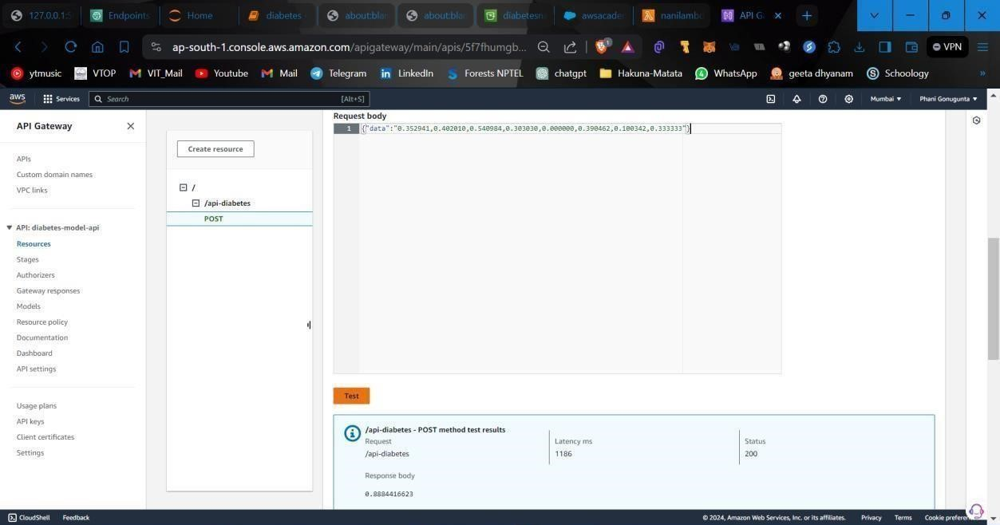 127.0.0.1:5
Endpoints
Home
diabetes
about:bla
about:bla
diabetesn
awsacade
nanilamb
API G
ap-south-1.console.aws.amazon.com/apigateway/main/apis/5f7fhumgb...
1
VPN
ytmusic
VTOP
VIT_Mail
Youtube
Mail
Telegram
LinkedIn
Forests NPTEL
chatgpt
Hakuna-Matata
WhatsApp
geeta dhyanam
Schoology
aws
Services
Search
[Alt+S]
Mumbai
Phani Gonugunta
API Gateway
APIs
Custom domain names
VPC links
API: diabetes-model-api
Resources
Stages
Authorizers
Gateway responses
Models
Resource policy
Documentation
Dashboard
API settings
Usage plans
API keys
Client certificates
Settings
Create resource
/
/api-diabetes
POST
Request body
1
{"data":"0.352941,0.402010,0.540984,0.303030,0.000000,0.390462,0.100342,0.333333"}
Test
/api-diabetes - POST method test results
Request
/api-diabetes
Latency ms
1186
Status
200
Response body
0.8884416623
CloudShell
Feedback
© 2024, Amazon Web Services, Inc. or its affiliates.
Privacy
Terms
Cookie preferen